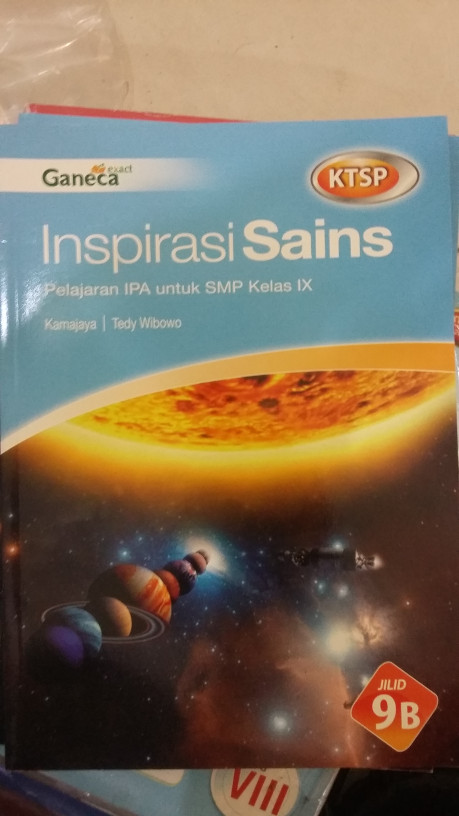 Ganeca exact
KTSP
Inspirasi Sains
Pelajaran IPA untuk SMP Kelas IX
Kamajaya | Tedy Wibowo
JILID
9B
VIII